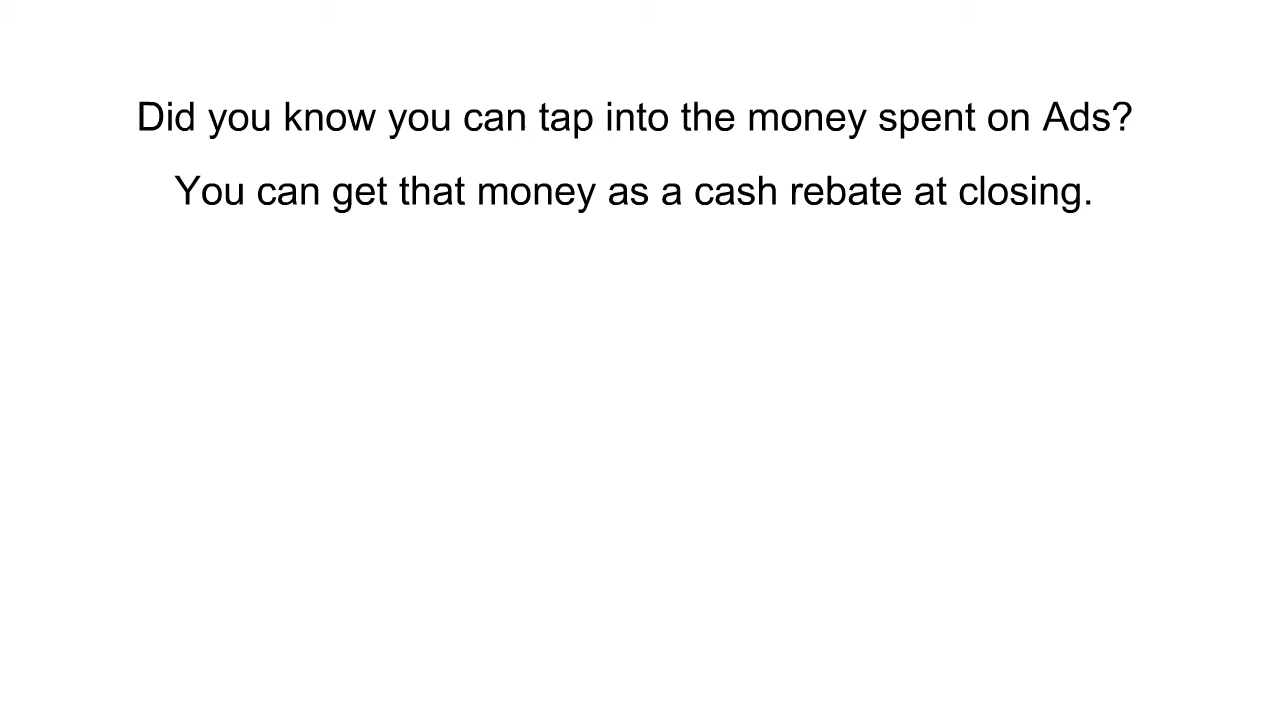 Did you know you can tap into the money spent on Ads?
You can get that money as a cash rebate at closing.